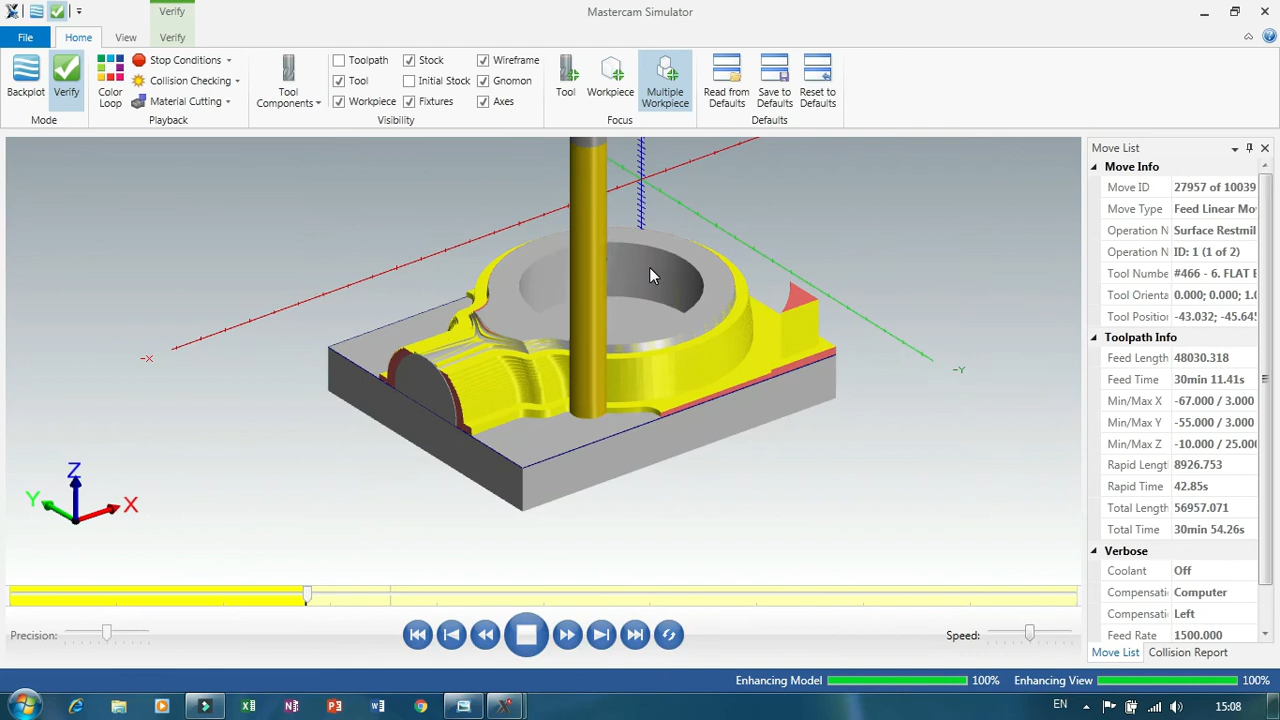 Verify
Mastercam Simulator
File
Home
View
Verify
Backplot
Verify
Color Loop
Stop Conditions
Collision Checking
Material Cutting
Tool Components
Toolpath
Tool
Workpiece
Stock
Initial Stock
Fixtures
Wireframe
Gnomon
Axes
Tool
Workpiece
Multiple Workpiece
Read from Defaults
Save to Defaults
Reset to Defaults
Mode
Playback
Visibility
Focus
Defaults
Move List
Move Info
Move ID 27957 of 10039
Move Type Feed Linear Mo
Operation N Surface Restmil
Operation N ID: 1 (1 of 2)
Tool Number #466 - 6. FLAT E
Tool Orienta 0.000; 0.000; 1.0
Tool Position -43.032; -45.645
Toolpath Info
Feed Length 48030.318
Feed Time 30min 11.41s
Min/Max X -67.000 / 3.000
Min/Max Y -55.000 / 3.000
Min/Max Z -10.000 / 25.000
Rapid Length 8926.753
Rapid Time 42.85s
Total Length 56957.071
Total Time 30min 54.26s
Verbose
Coolant Off
Compensatic Computer
Compensatic Left
Feed Rate 1500.000
Move List
Collision Report
-X
-Y
Z
Y
X
Precision:
Speed:
Enhancing Model 100%
Enhancing View 100%
EN
15:08